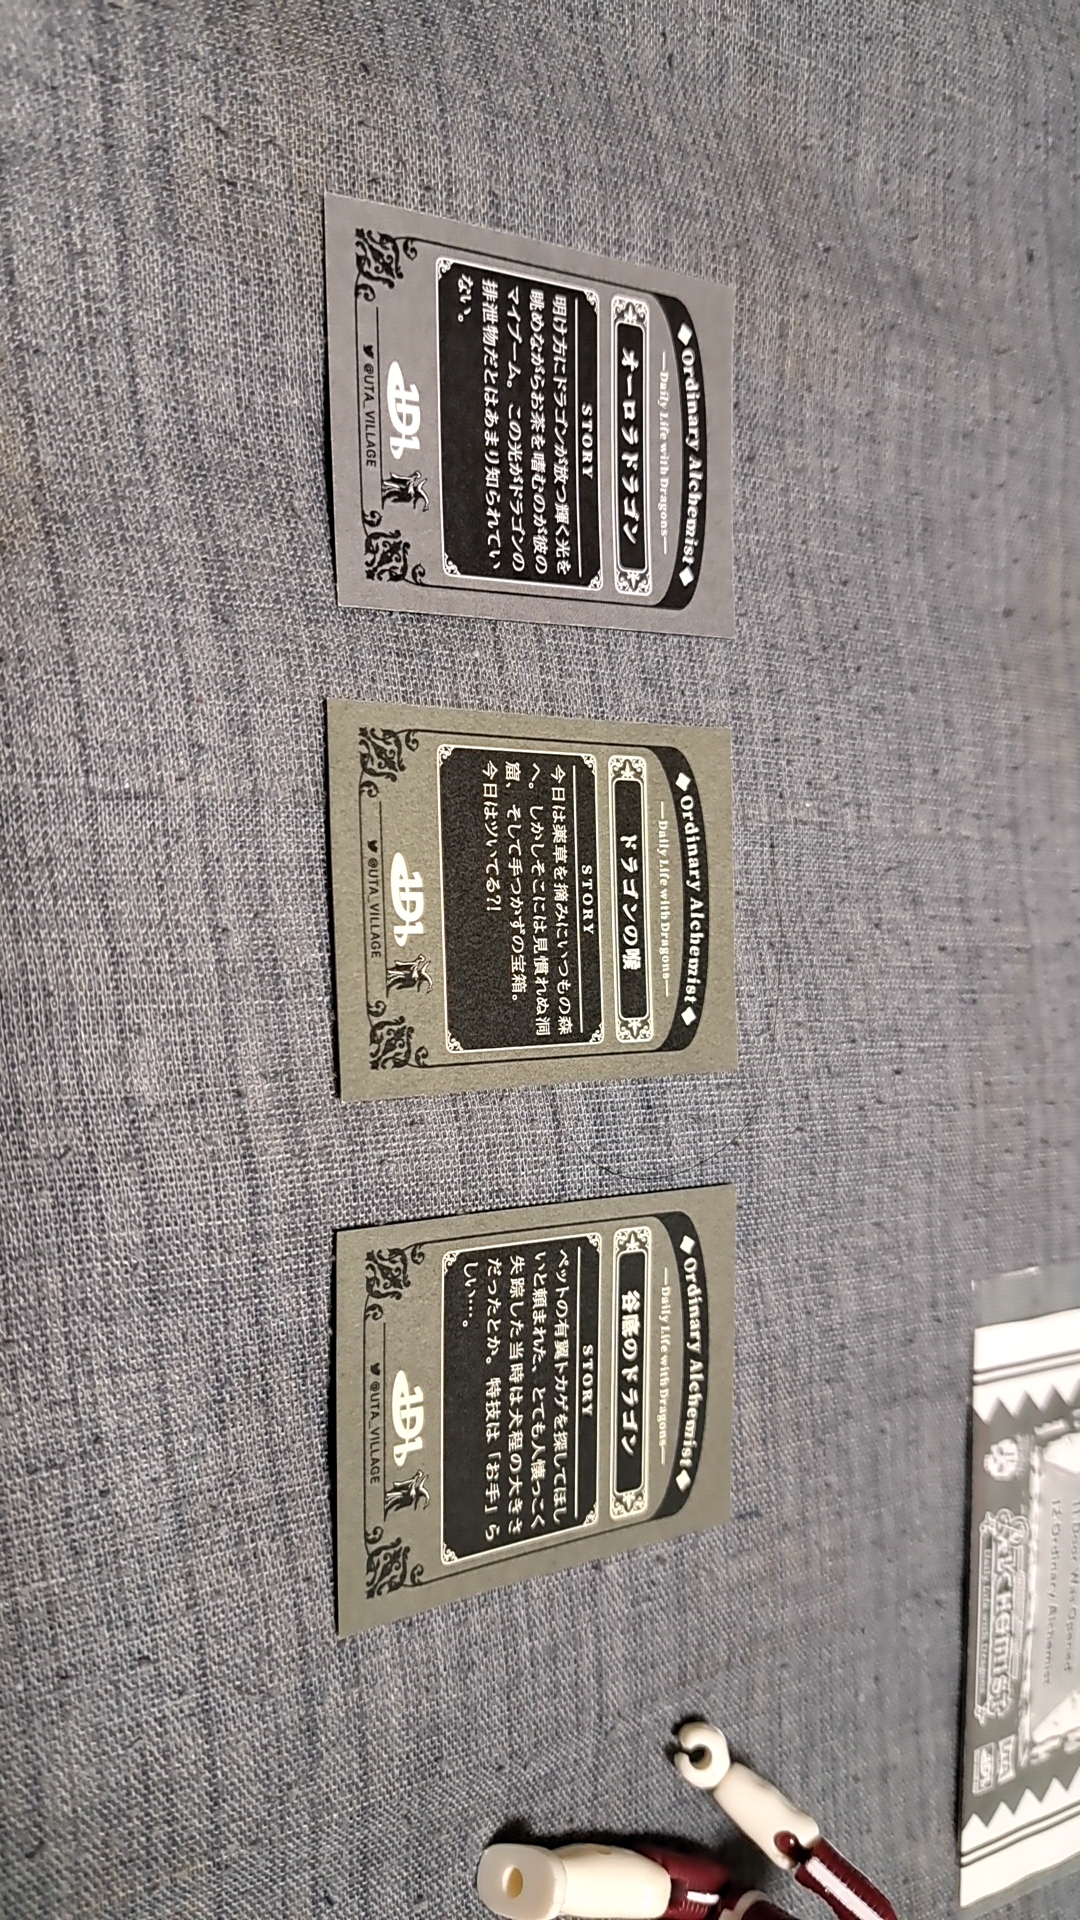 ◆Ordinary Alchemist◆
—Daily Life with Dragons—
オーロラドラゴン
STORY
明け方にドラゴンが放つ輝く光を
眺めながらお茶を嗜むのが彼の
マイブーム。この光がドラゴンの
排泄物だとはあまり知られてい
ない。
@UTA_VILLAGE
◆Ordinary Alchemist◆
—Daily Life with Dragons—
ドラゴンの喉
STORY
今日は薬草を摘みにいつもの森
へ。しかしそこには見慣れぬ洞
窟、そして手つかずの宝箱。
今日はツいてる?!
@UTA_VILLAGE
◆Ordinary Alchemist◆
—Daily Life with Dragons—
谷底のドラゴン
STORY
ペットの有翼トカゲを探してほし
いと頼まれた、とても人懐っこく
失踪した当時は犬程の大きさ
だったとか。特技は「お手」ら
しい…。
@UTA_VILLAGE
Was Opened
12.Ordinary Alchemist
ALKHEMIST